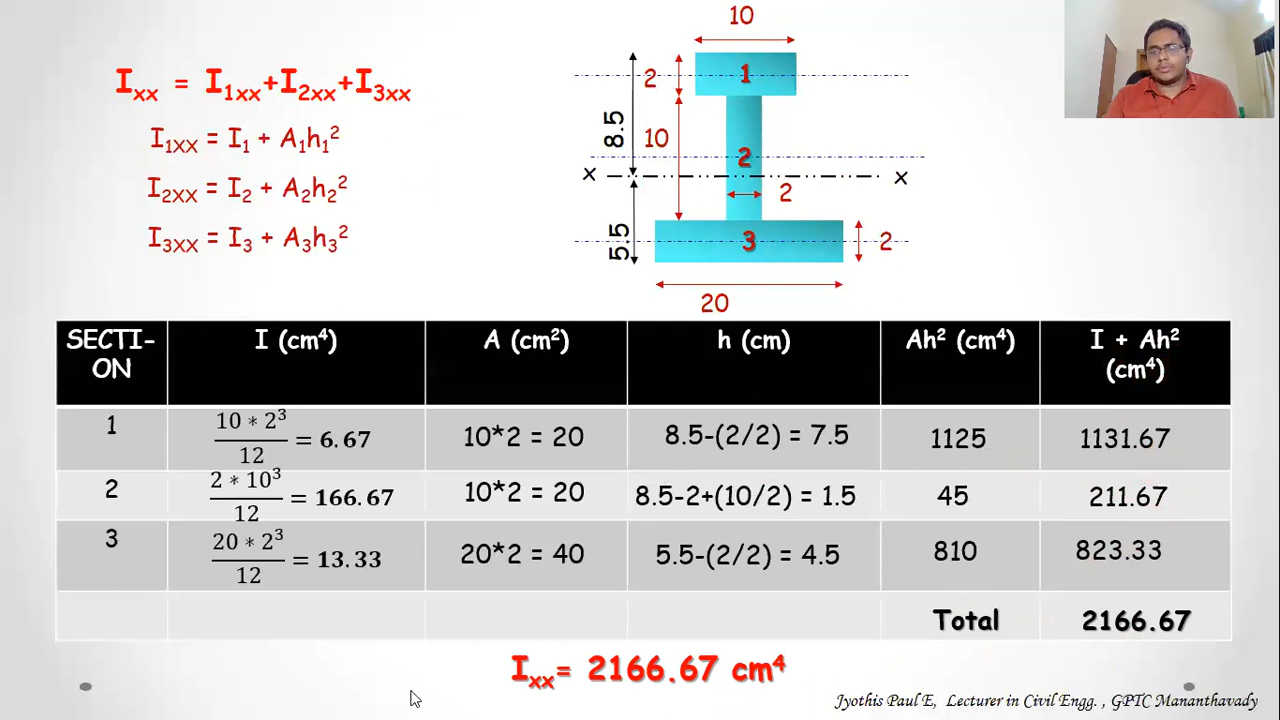 10
I₁ₓₓ = I₁ₓₓ+I₂ₓₓ+I₃ₓₓ
I₁XX = I₁ + A₁h₁²
I₂XX = I₂ + A₂h₂²
I₃XX = I₃ + A₃h₃²
2
1
8.5
10
2
x
x
2
5.5
3
2
20
SECTI-
ON
I (cm⁴)
A (cm²)
h (cm)
Ah² (cm⁴)
I + Ah²
(cm⁴)
1
10 ∗ 2³
12
= 6.67
10*2 = 20
8.5-(2/2) = 7.5
1125
1131.67
2
2 ∗ 10³
12
= 166.67
10*2 = 20
8.5-2+(10/2) = 1.5
45
211.67
3
20 ∗ 2³
12
= 13.33
20*2 = 40
5.5-(2/2) = 4.5
810
823.33
Total
2166.67
Iₓₓ= 2166.67 cm⁴
Jyothis Paul E, Lecturer in Civil Engg. , GPTC Mananthavady